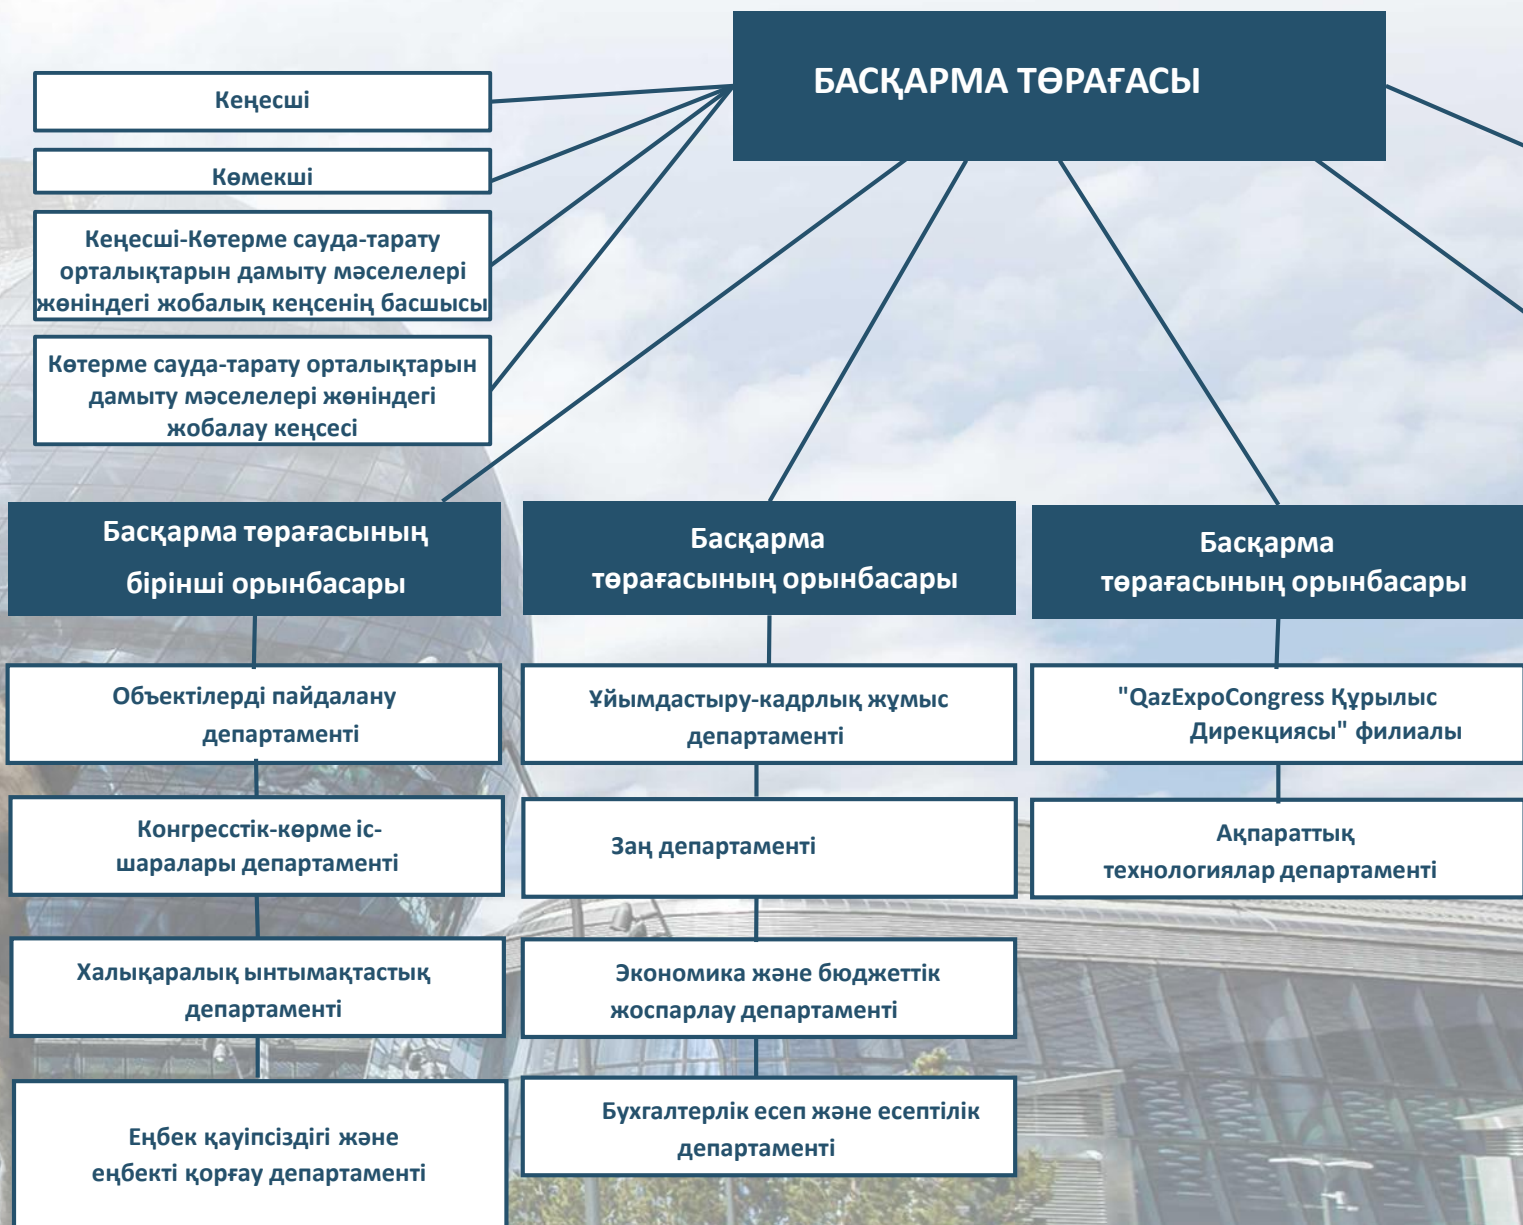 БАСҚАРМА ТӨРАҒАСЫ
Кеңесші
Көмекші
Кеңесші-Көтерме сауда-тарату
орталықтарын дамыту мәселелері
жөніндегі жобалық кеңсенің басшысы
Көтерме сауда-тарату орталықтарын
дамыту мәселелері жөніндегі
жобалау кеңсесі
Басқарма төрағасының
бірінші орынбасары
Объектілерді пайдалану
департаменті
Конгресстік-көрме іс-
шаралары департаменті
Халықаралық ынтымақтастық
департаменті
Еңбек қауіпсіздігі және
еңбекті қорғау департаменті
Басқарма
төрағасының орынбасары
Ұйымдастыру-кадрлық жұмыс
департаменті
Заң департаменті
Экономика және бюджеттік
жоспарлау департаменті
Бухгалтерлік есеп және есептілік
департаменті
Басқарма
төрағасының орынбасары
"QazExpoCongress Құрылыс
Дирекциясы" филиалы
Ақпараттық
технологиялар департаменті